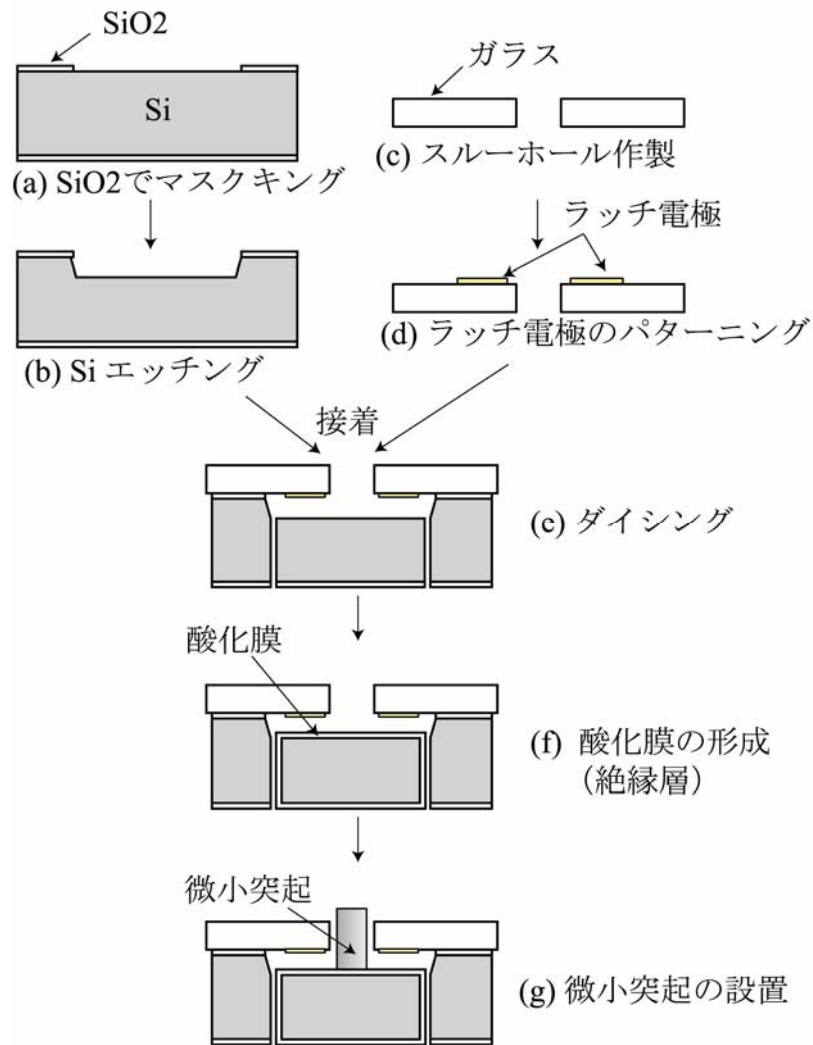 SiO2
Si
(a) SiO2でマスクキング
(b) Si エッチング
ガラス
(c) スルーホール作製
ラッチ電極
(d) ラッチ電極のパターニング
接着
(e) ダイシング
酸化膜
(f) 酸化膜の形成
（絶縁層）
微小突起
(g) 微小突起の設置